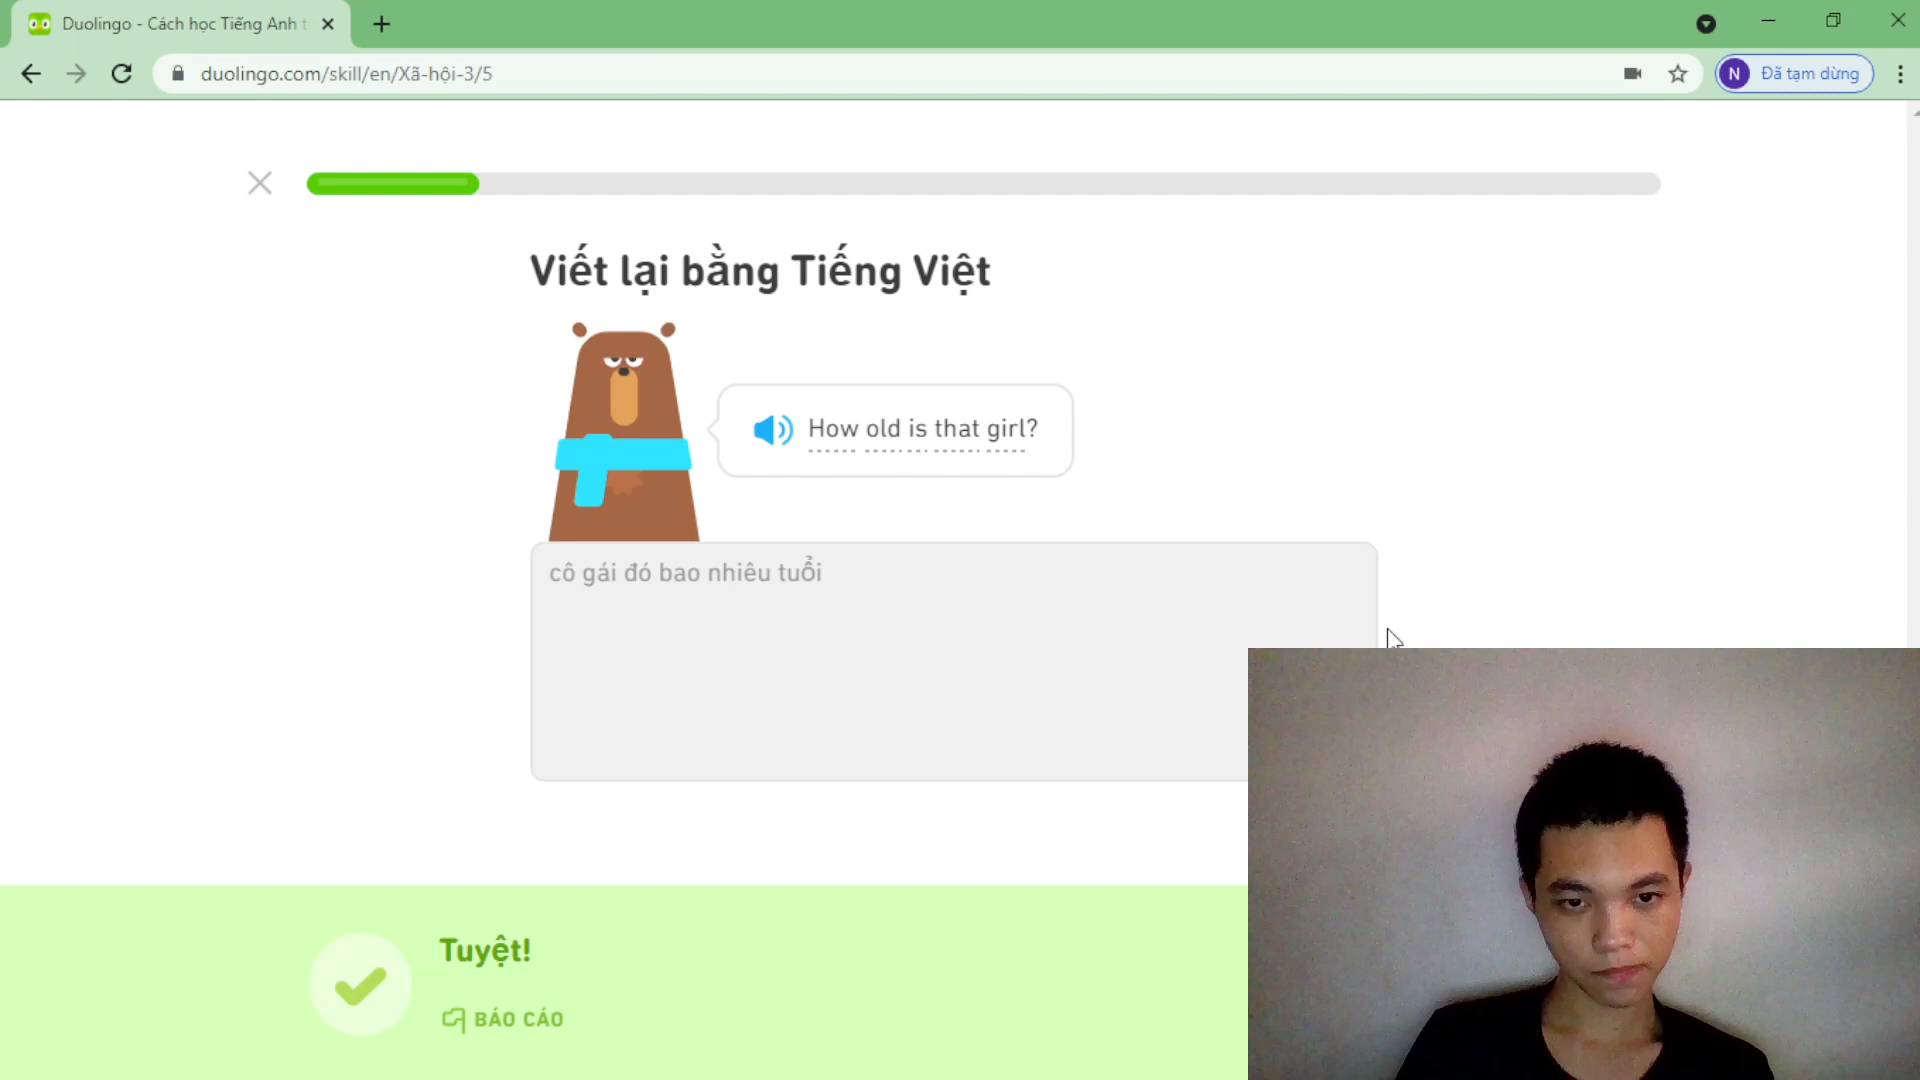 Duolingo - Cách học Tiếng Anh t
duolingo.com/skill/en/Xã-hội-3/5
N Đã tạm dừng
Viết lại bằng Tiếng Việt
How old is that girl?
cô gái đó bao nhiêu tuổi
Tuyệt!
BÁO CÁO